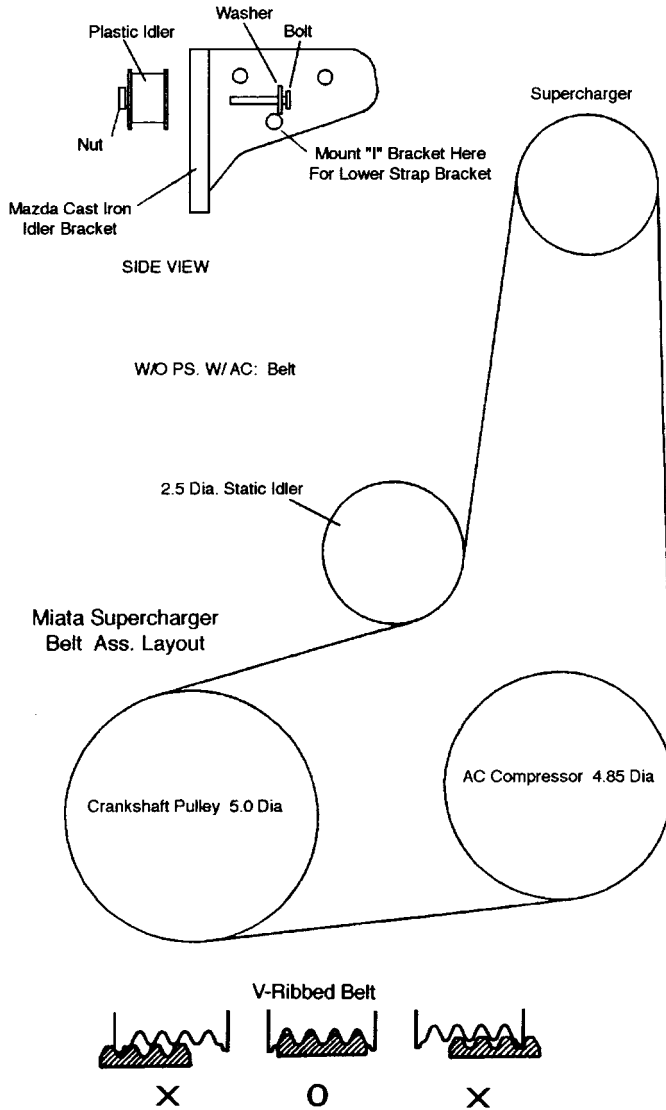 Washer
Plastic Idler
Bolt
Supercharger
Nut
Mount "I" Bracket Here
For Lower Strap Bracket
Mazda Cast Iron
Idler Bracket
SIDE VIEW
W/O PS. W/ AC: Belt
2.5 Dia. Static Idler
Miata Supercharger
Belt Ass. Layout
Crankshaft Pulley 5.0 Dia
AC Compressor 4.85 Dia
V-Ribbed Belt
X O X